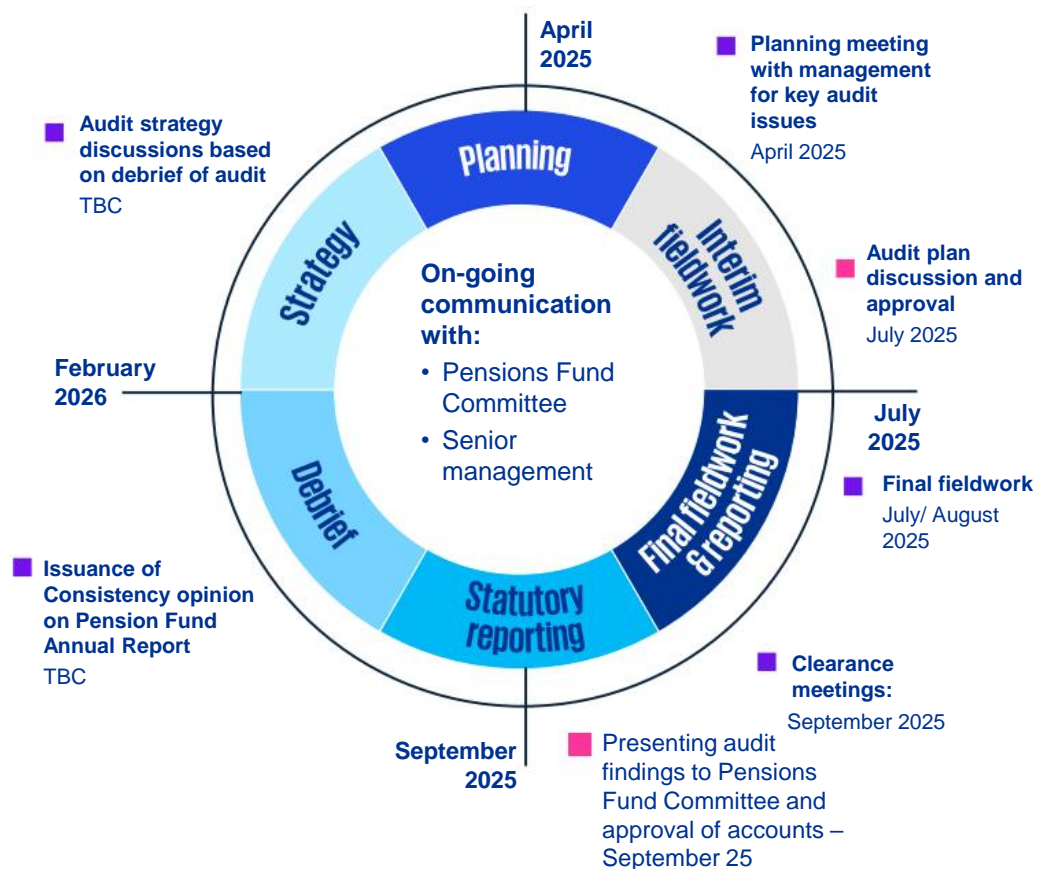 April
2025
Planning meeting
with management
for key audit
issues
April 2025
Audit strategy
discussions based
on debrief of audit
TBC
Planning
Interim
fieldwork
Strategy
Audit plan
discussion and
approval
July 2025
On-going
communication
with:
• Pensions Fund
Committee
• Senior
management
February
2026
July
2025
Final fieldwork
& reporting
Debrief
Final fieldwork
July/ August
2025
Statutory
reporting
Issuance of
Consistency opinion
on Pension Fund
Annual Report
TBC
Clearance
meetings:
September 2025
September
2025
Presenting audit
findings to Pensions
Fund Committee and
approval of accounts –
September 25